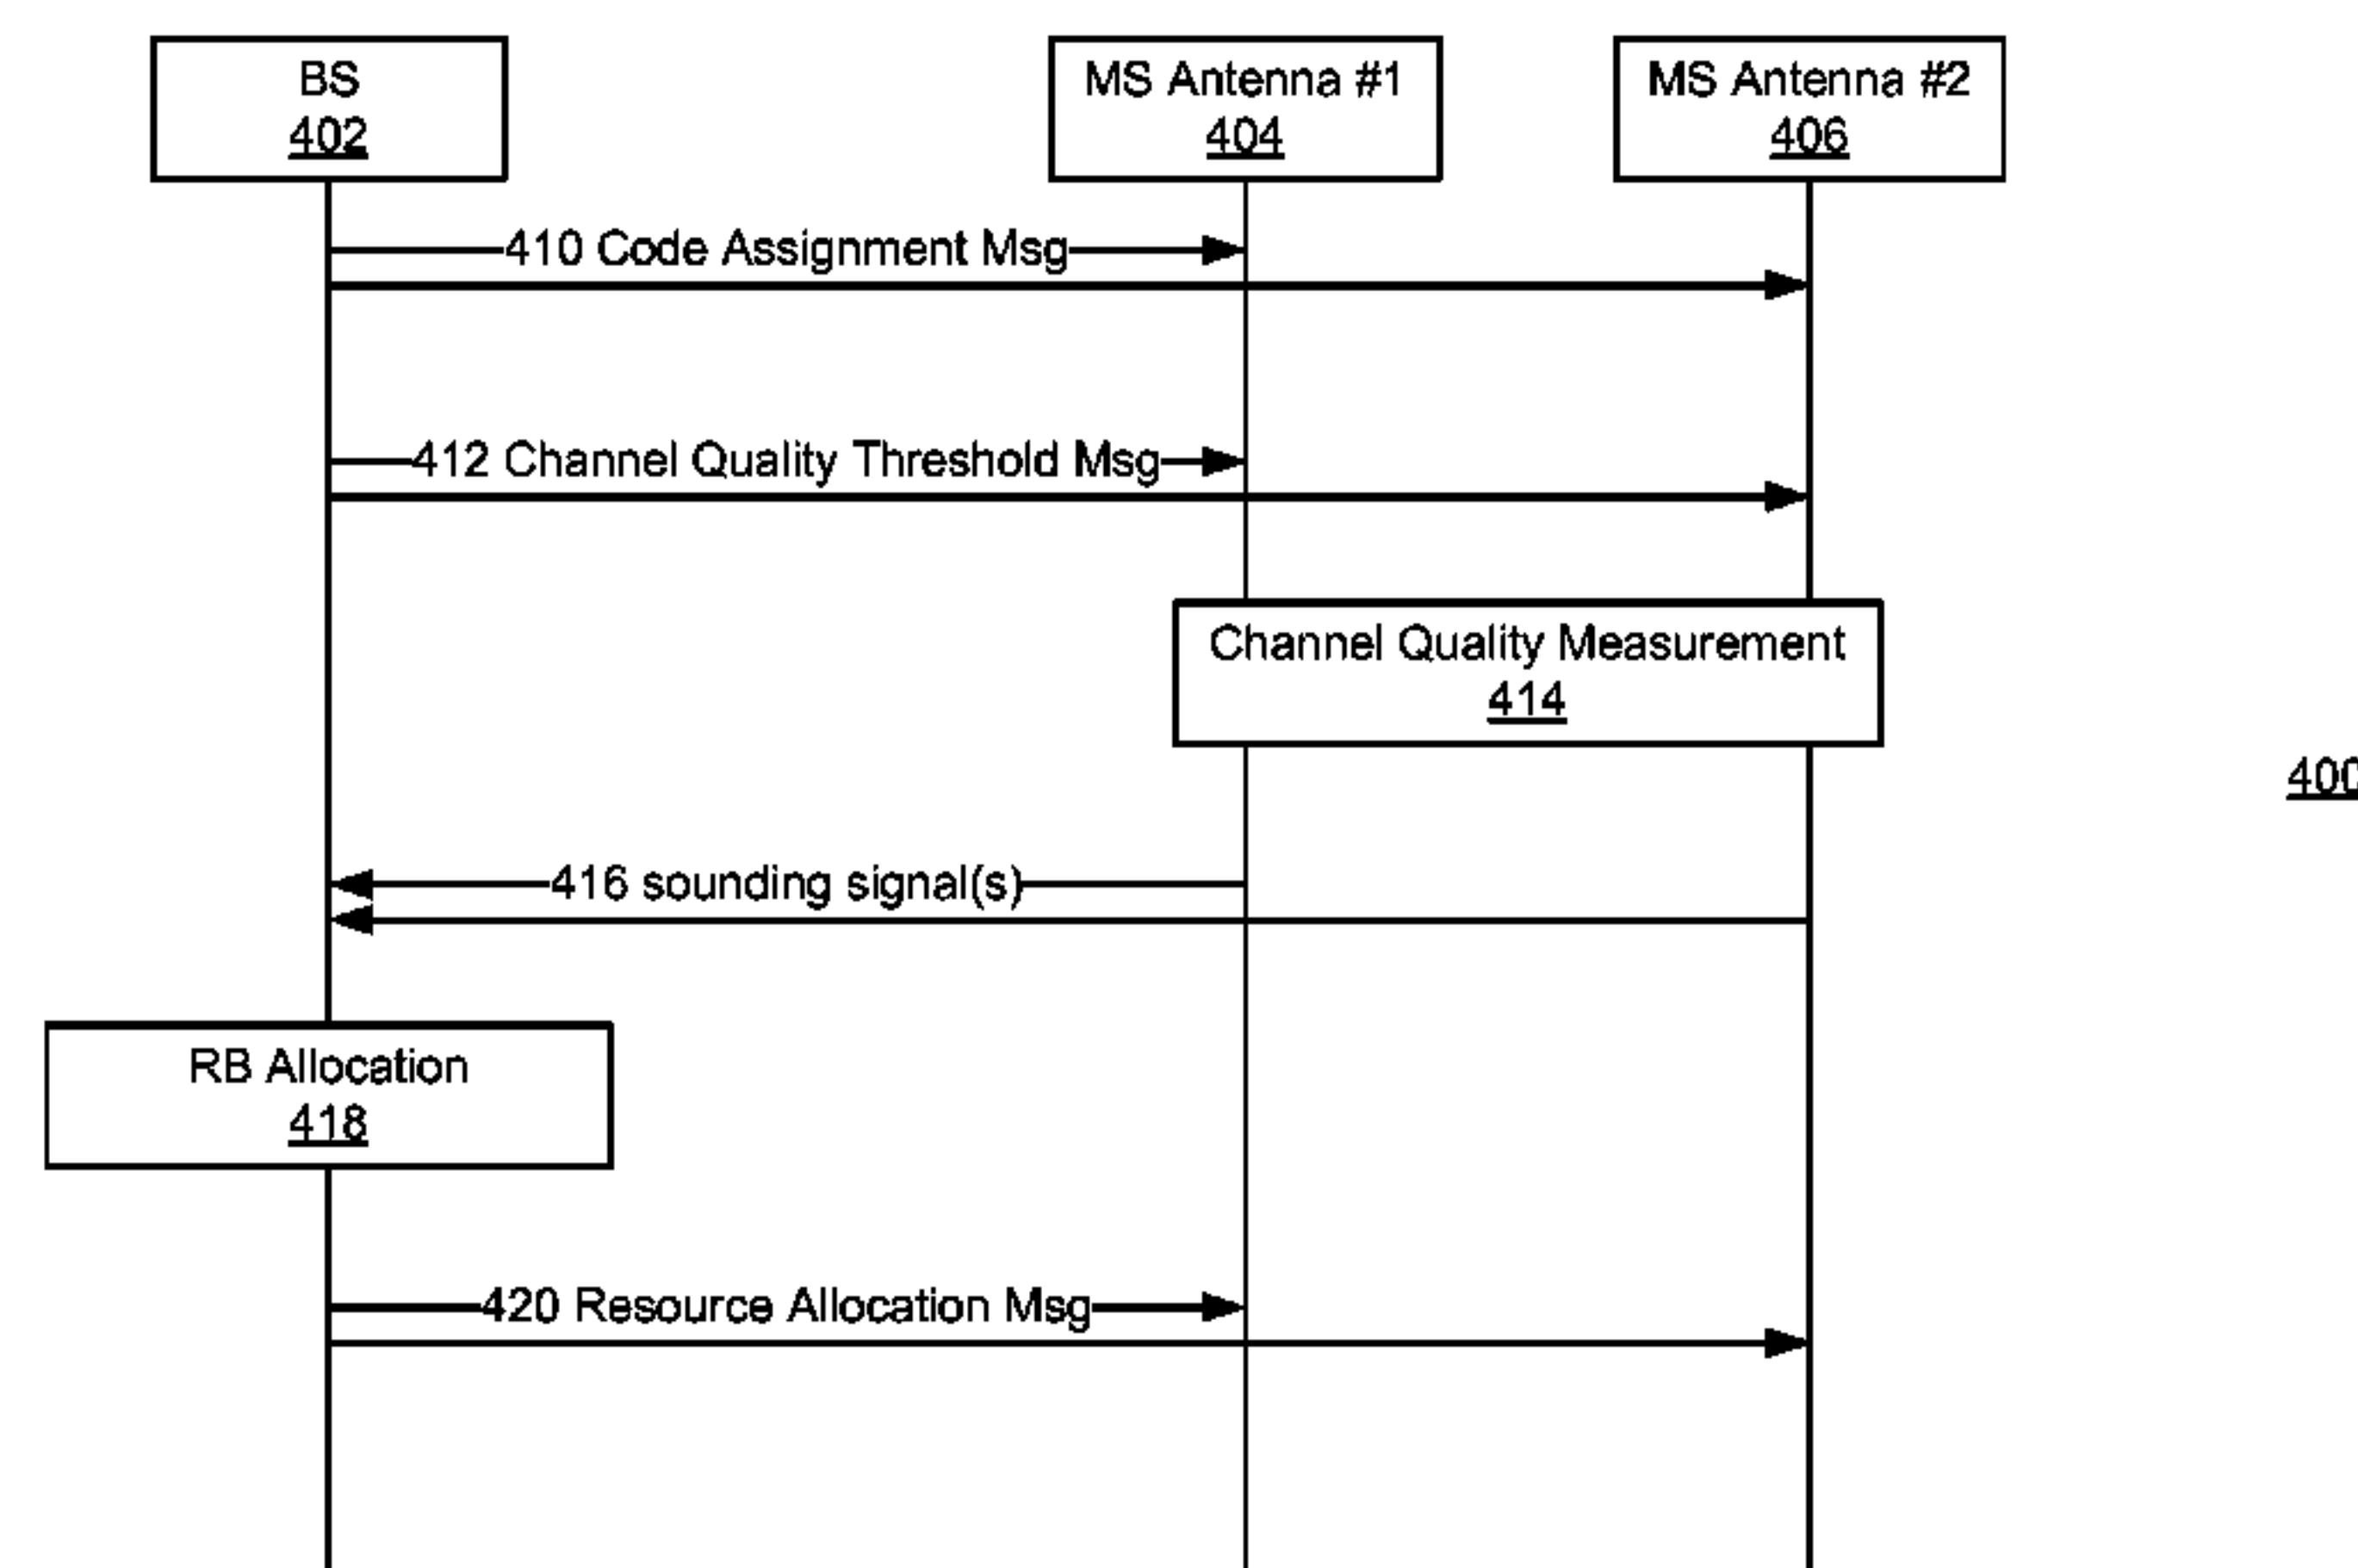 BS
402
MS Antenna #1
404
MS Antenna #2
406
410 Code Assignment Msg
412 Channel Quality Threshold Msg
Channel Quality Measurement
414
400
416 sounding signal(s)
RB Allocation
418
420 Resource Allocation Msg